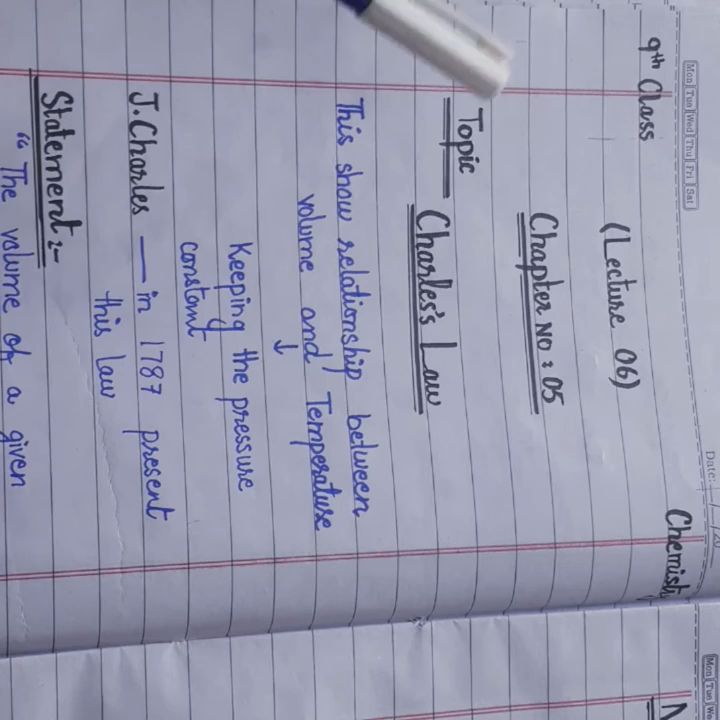 Mon Tue Wed Thu Fri Sat
Date:
9th Class
Chemistry
(Lecture 06)
Chapter No : 05
Topic
Charles's Law
This show relationship between
volume and Temperature
↓
Keeping the pressure
constant
J. Charles — in 1787 present
this law
Statement:-
“The volume of a given
Mon Tue